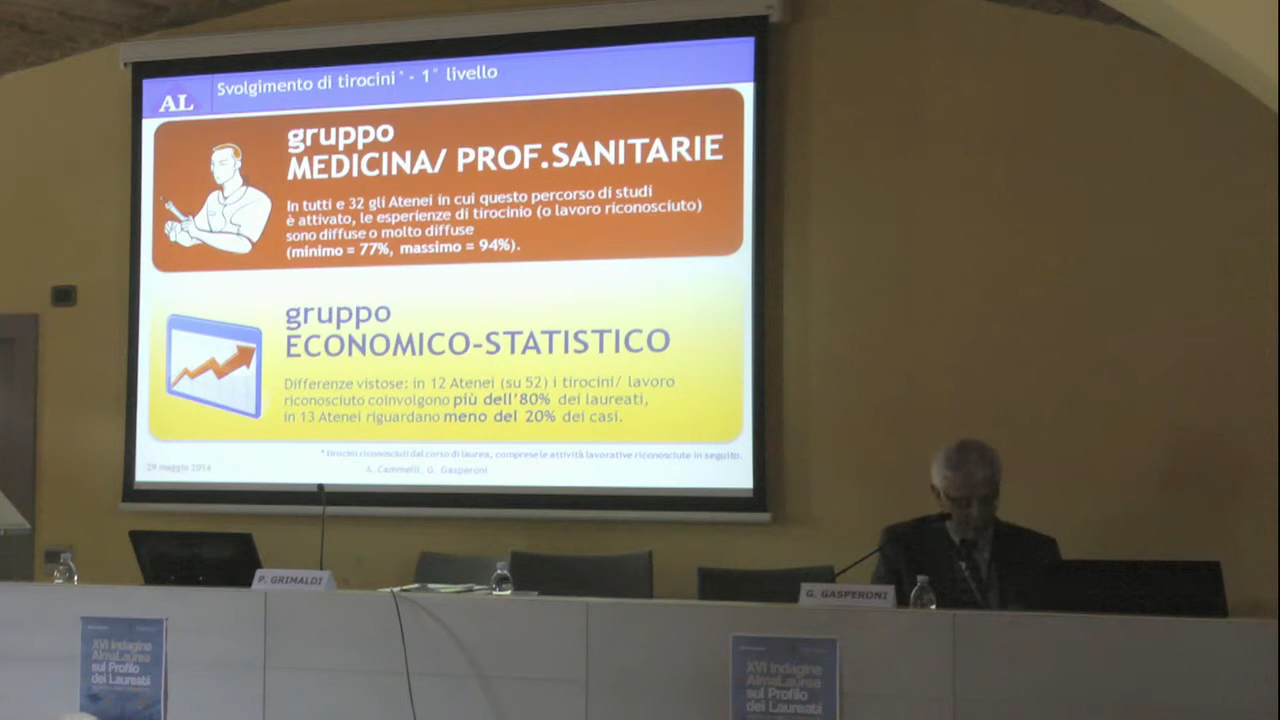 AL
Svolgimento di tirocini* - 1° livello
gruppo
MEDICINA/ PROF.SANITARIE
In tutti e 32 gli Atenei in cui questo percorso di studi
è attivato, le esperienze di tirocinio (o lavoro riconosciuto)
sono diffuse o molto diffuse
(minimo = 77%, massimo = 94%).
gruppo
ECONOMICO-STATISTICO
Differenze vistose: in 12 Atenei (su 52) i tirocini/ lavoro
riconosciuto coinvolgono più dell'80% dei laureati,
in 13 Atenei riguardano meno del 20% dei casi.
* tirocini riconosciuti dal corso di laurea, comprese le attività lavorative riconosciute in seguito.
29 maggio 2014
A. Cammelli, G. Gasperoni
P. GRIMALDI
G. GASPERONI
XVI Indagine
AlmaLaurea
sul Profilo
dei Laureati
XVI Indagine
AlmaLaurea
sul Profilo
dei Laureati